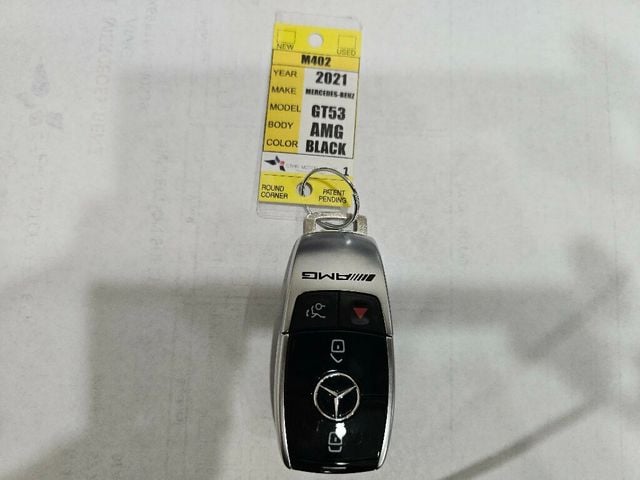 NEW USED
M402
YEAR 2021
MAKE MERCEDES-BENZ
MODEL GT53
BODY AMG
COLOR BLACK
1
ROUND CORNER PATENT PENDING
AMG